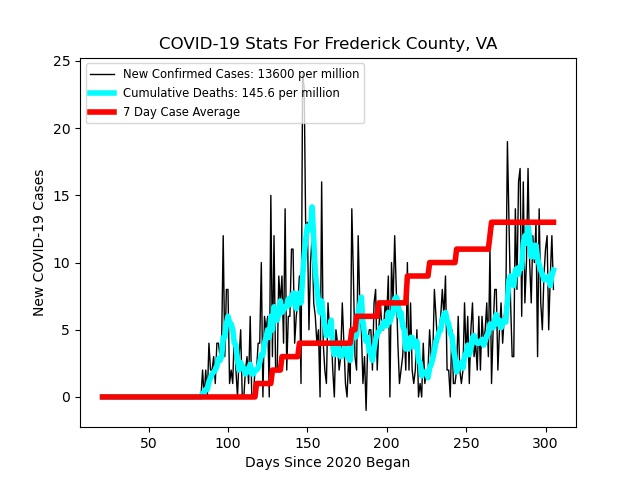 COVID-19 Stats For Frederick County, VA
New Confirmed Cases: 13600 per million
Cumulative Deaths: 145.6 per million
7 Day Case Average
New COVID-19 Cases
25
20
15
10
5
0
50 100 150 200 250 300
Days Since 2020 Began